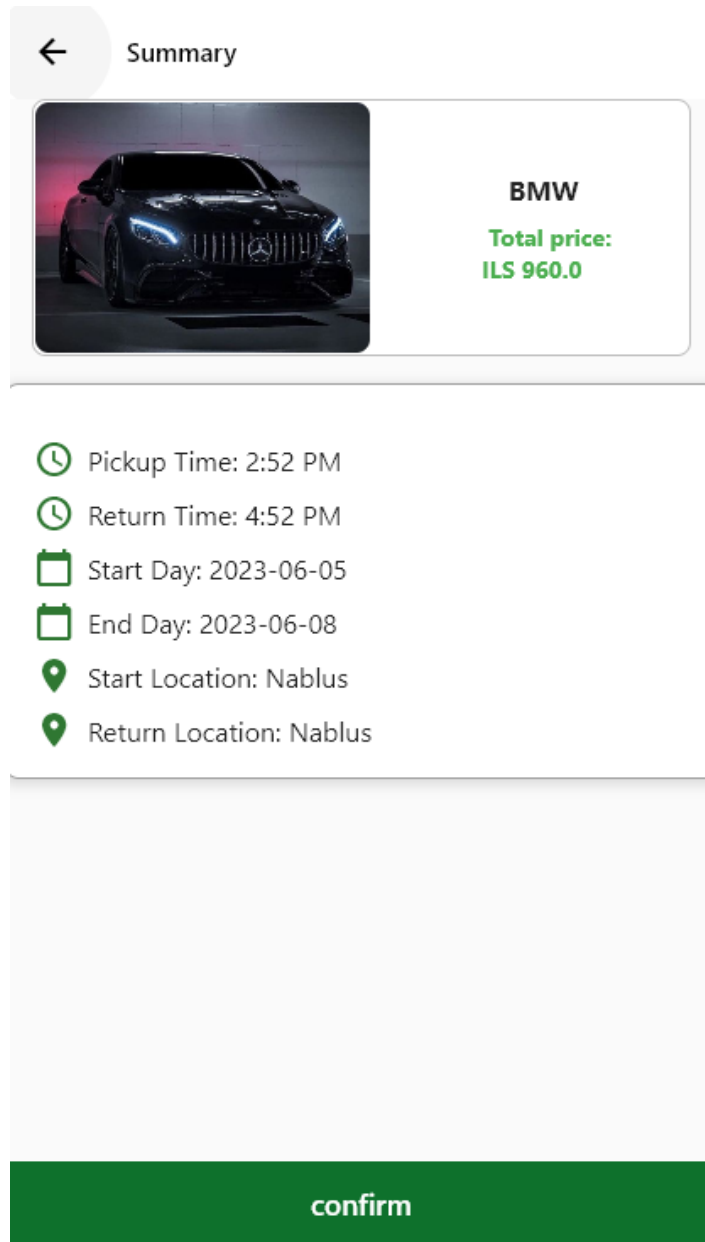 Summary
BMW
Total price:
ILS 960.0
Pickup Time: 2:52 PM
Return Time: 4:52 PM
Start Day: 2023-06-05
End Day: 2023-06-08
Start Location: Nablus
Return Location: Nablus
confirm